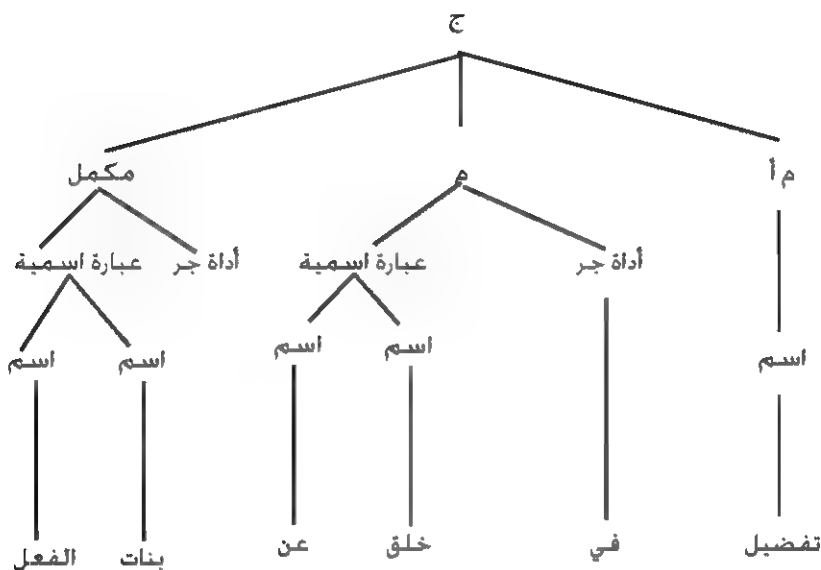 ج
م أ م مكمل
أداة جر عبارة اسمية أداة جر عبارة اسمية
اسم اسم اسم اسم اسم
تفضيل في خلق عن بنات الفعل